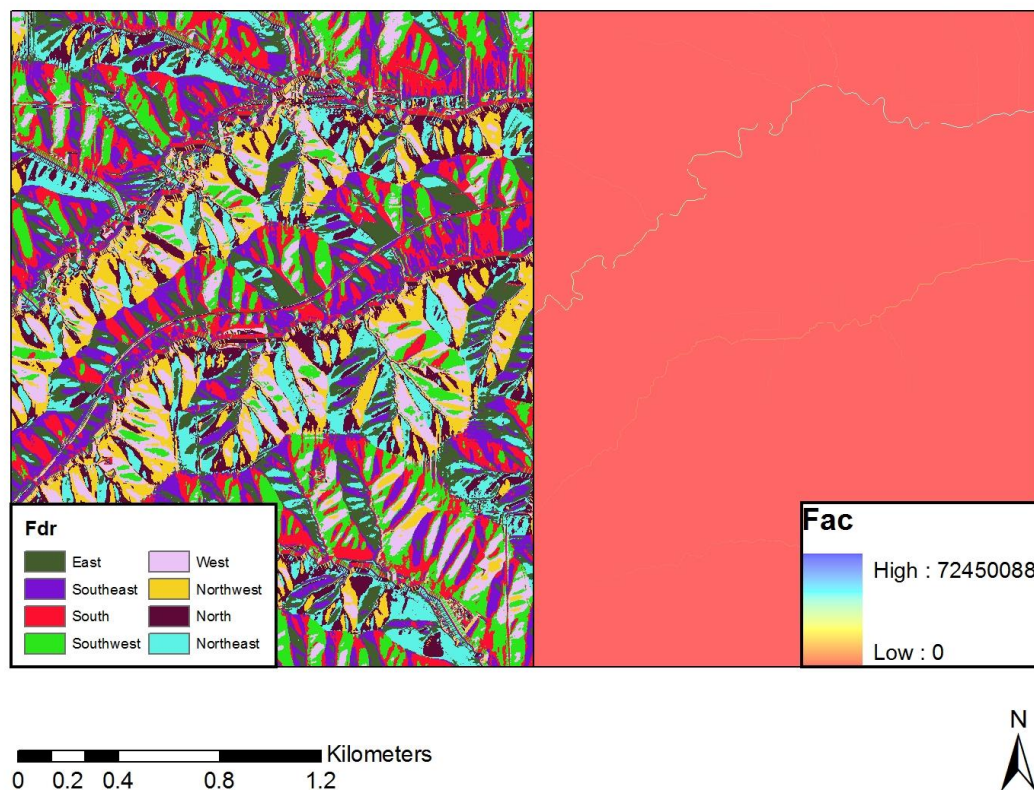 Fdr
East
West
Southeast
Northwest
South
North
Southwest
Northeast
Fac
High : 72450088
Low : 0
Kilometers
0 0.2 0.4 0.8 1.2
N